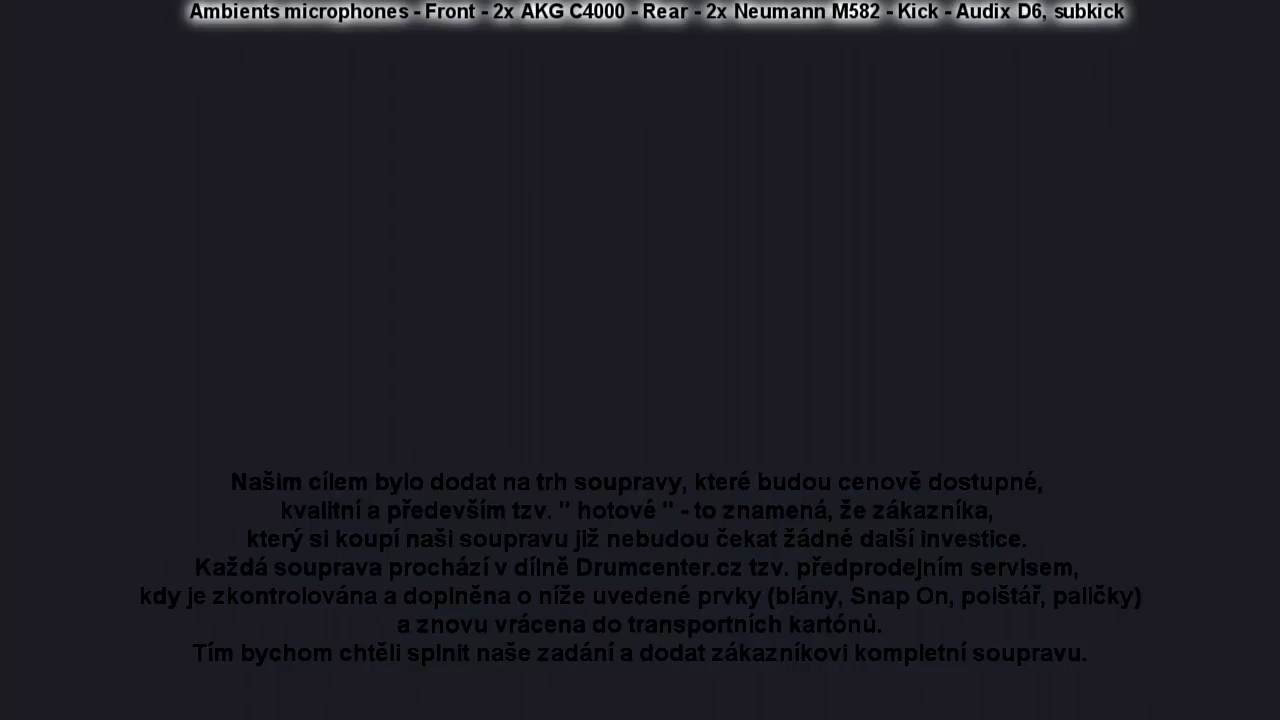 Ambients microphones - Front - 2x AKG C4000 - Rear - 2x Neumann M582 - Kick - Audix D6, subkick
Našim cílem bylo dodat na trh soupravy, které budou cenově dostupné,
kvalitní a především tzv. " hotové " - to znamená, že zákazníka,
který si koupí naši soupravu již nebudou čekat žádné další investice.
Každá souprava prochází v dílně Drumcenter.cz tzv. předprodejním servisem,
kdy je zkontrolována a doplněna o níže uvedené prvky (blány, Snap On, polštář, paličky)
a znovu vrácena do transportních kartónů.
Tím bychom chtěli splnit naše zadání a dodat zákazníkovi kompletní soupravu.